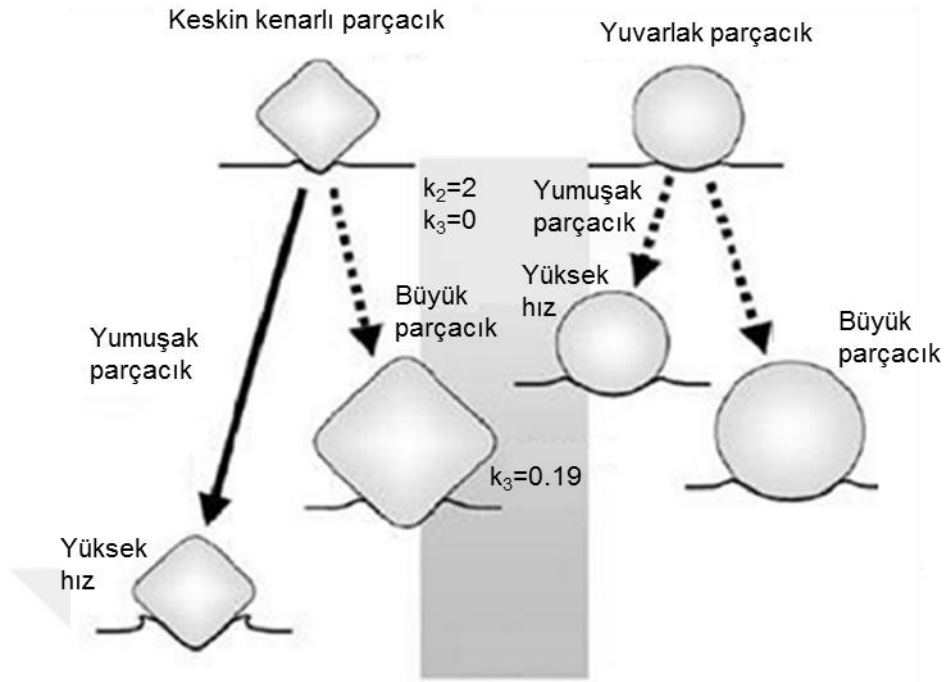 Keskin kenarlı parçacık
Yuvarlak parçacık
k₂=2
k₃=0
Yumuşak
parçacık
Yüksek
hız
Büyük
parçacık
Büyük
parçacık
Yumuşak
parçacık
k₃=0.19
Yüksek
hız